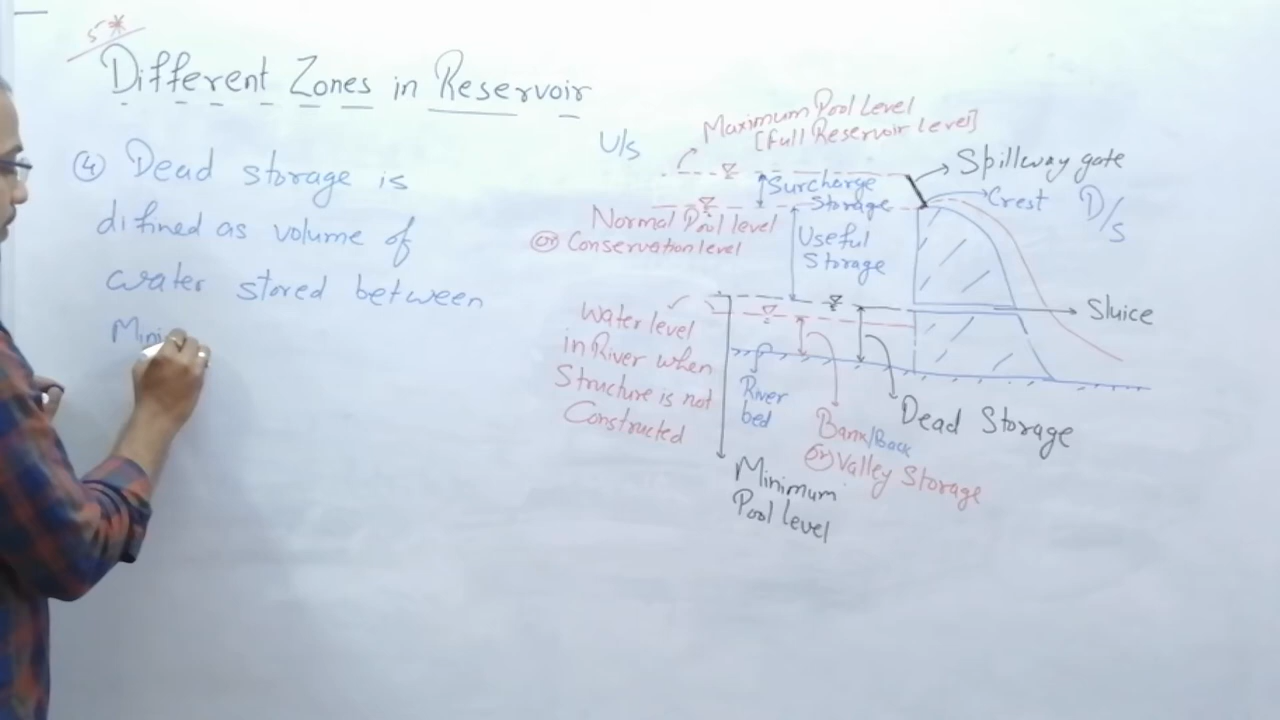 5*
Different Zones in Reservoir
④ Dead storage is
difined as volume of
water stored between
Mini
U/s
Maximum Pool Level
[Full Reservoir Level]
Spillway gate
Surcharge
Storage
Crest
D/s
Normal Pool level
(or) Conservation level
Useful
Storage
Sluice
Water level
in River when
Structure is not
Constructed
River
bed
Dead Storage
Bank/Back
(or) Valley Storage
Minimum
Pool level